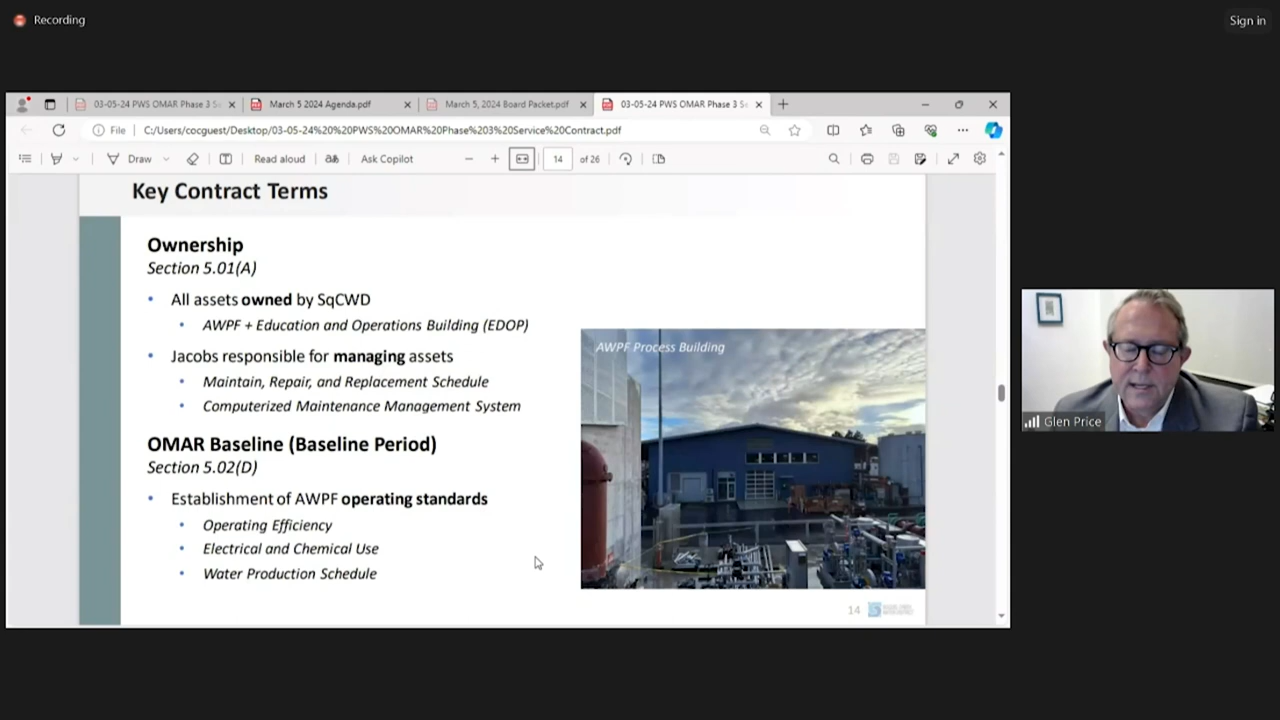 Recording
Sign in
03-05-24 PWS OMAR Phase 3 Se
March 5 2024 Agenda.pdf
March 5, 2024 Board Packet.pdf
03-05-24 PWS OMAR Phase 3 Se
File
C:/Users/cocguest/Desktop/03-05-24%20%20PWS%20OMAR%20Phase%203%20Service%20Contract.pdf
Draw
Read aloud
Ask Copilot
14
of 26
Key Contract Terms
Ownership
Section 5.01(A)
• All assets owned by SqCWD
• AWPF + Education and Operations Building (EDOP)
• Jacobs responsible for managing assets
• Maintain, Repair, and Replacement Schedule
• Computerized Maintenance Management System
OMAR Baseline (Baseline Period)
Section 5.02(D)
• Establishment of AWPF operating standards
• Operating Efficiency
• Electrical and Chemical Use
• Water Production Schedule
AWPF Process Building
14
Glen Price